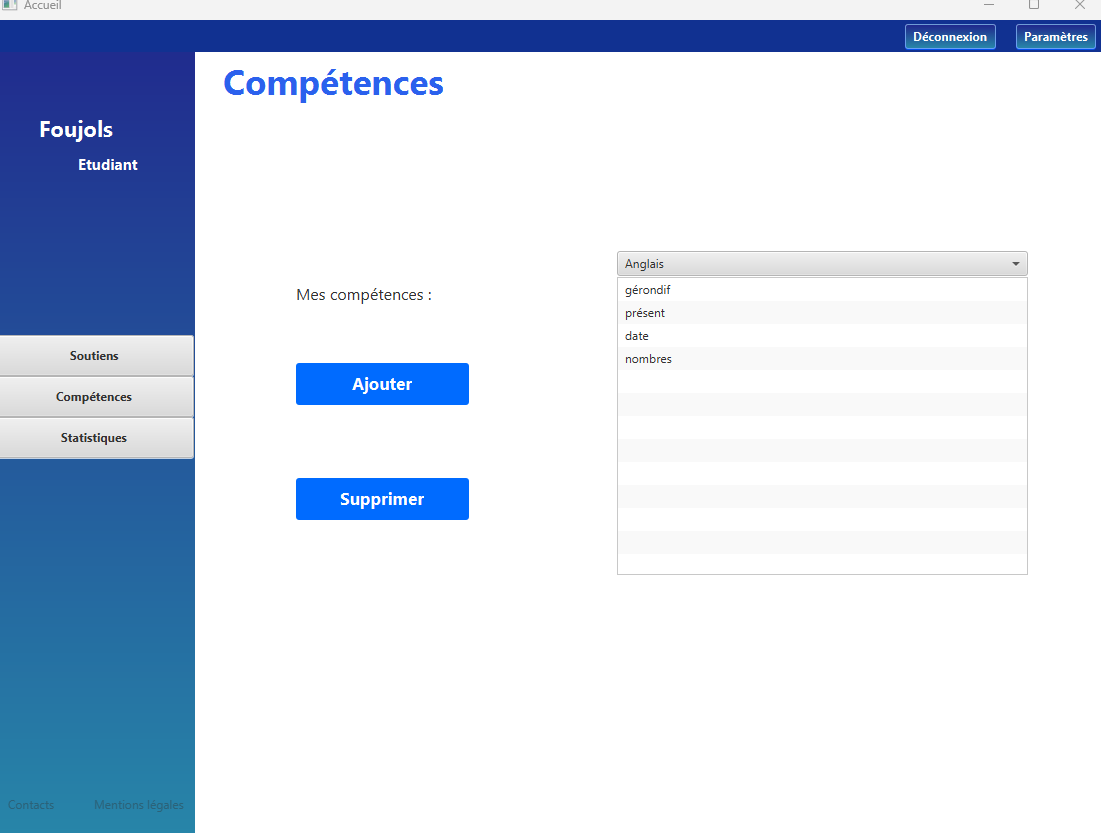 Accueil
Déconnexion Paramètres
Compétences
Foujols
Etudiant
Anglais
Mes compétences :
gérondif
présent
date
nombres
Ajouter
Supprimer
Soutiens
Compétences
Statistiques
Contacts Mentions légales